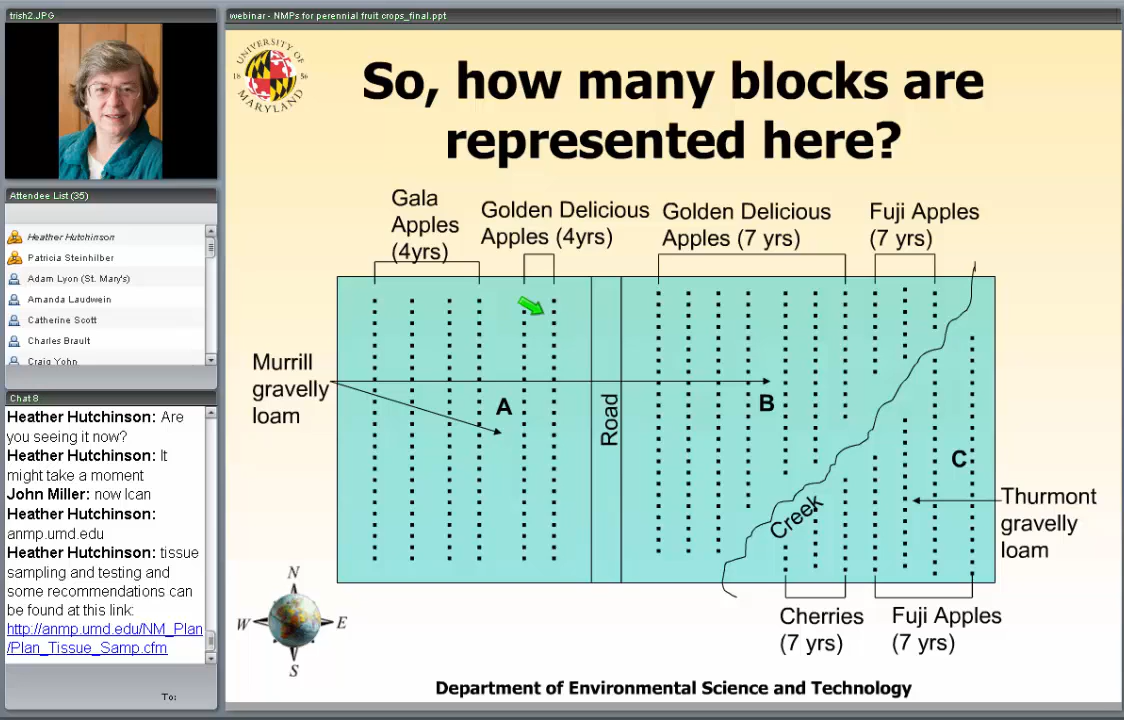 trish2.JPG
webinar - NMPs for perennial fruit crops_final.ppt
UNIVERSITY OF
18 56
MARYLAND
So, how many blocks are
represented here?
Attendee List (35)
Heather Hutchinson
Patricia Steinhilber
Adam Lyon (St. Mary's)
Amanda Laudwein
Catherine Scott
Charles Brault
Craig Yohn
Chat 8
Heather Hutchinson: Are
you seeing it now?
Heather Hutchinson: It
might take a moment
John Miller: now Ican
Heather Hutchinson:
anmp.umd.edu
Heather Hutchinson: tissue
sampling and testing and
some recommendations can
be found at this link:
http://anmp.umd.edu/NM_Plan
/Plan_Tissue_Samp.cfm
To:
Gala
Apples
(4yrs)
Golden Delicious
Apples (4yrs)
Golden Delicious
Apples (7 yrs)
Fuji Apples
(7 yrs)
Murrill
gravelly
loam
A
Road
B
C
Creek
Thurmont
gravelly
loam
Cherries
(7 yrs)
Fuji Apples
(7 yrs)
N
W E
S
Department of Environmental Science and Technology